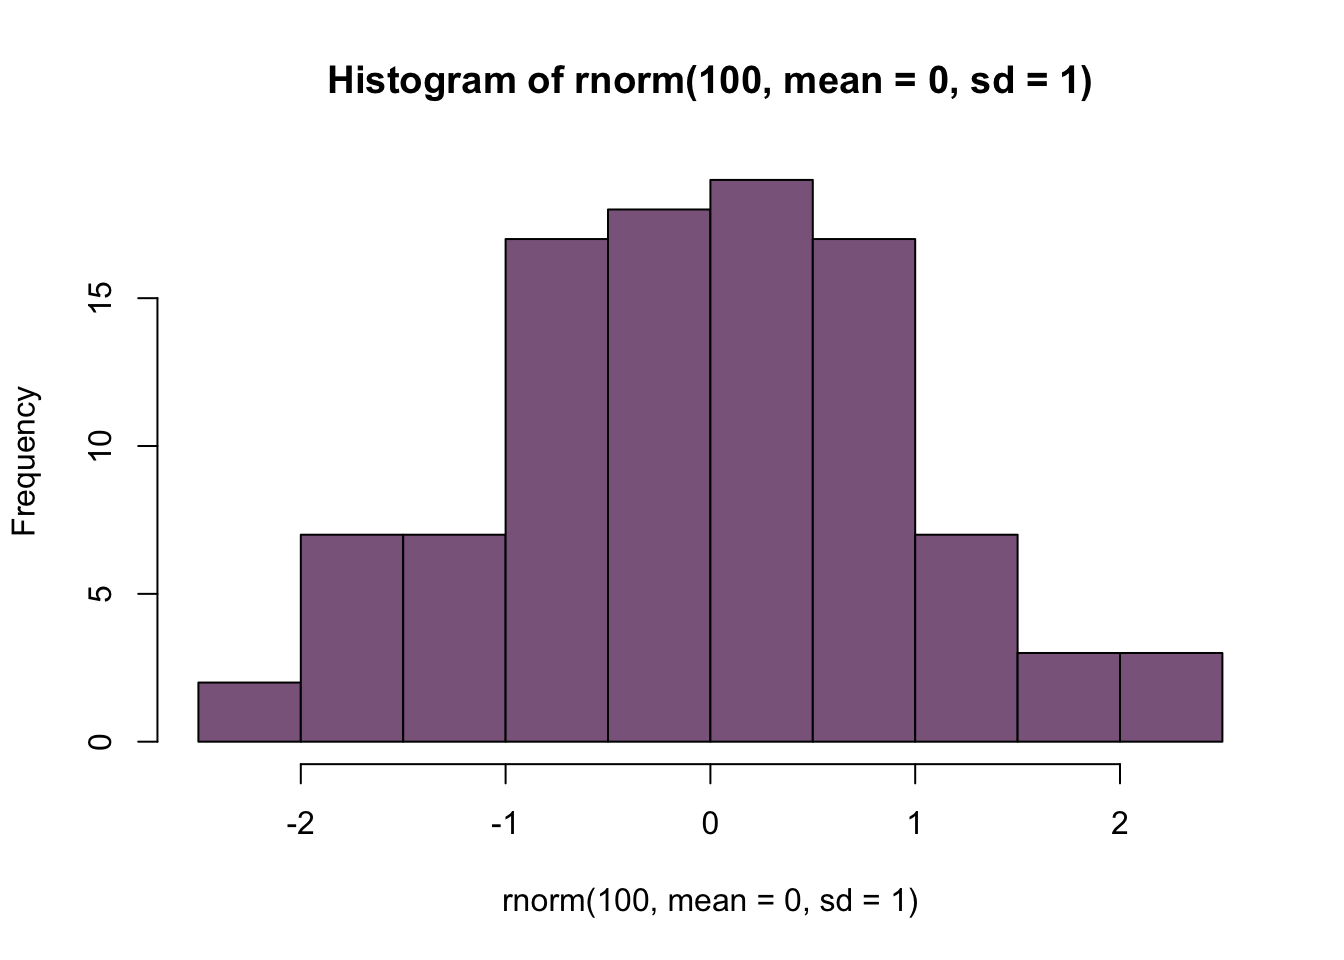 Histogram of rnorm(100, mean = 0, sd = 1)
Frequency
15
10
5
0
-2 -1 0 1 2
rnorm(100, mean = 0, sd = 1)